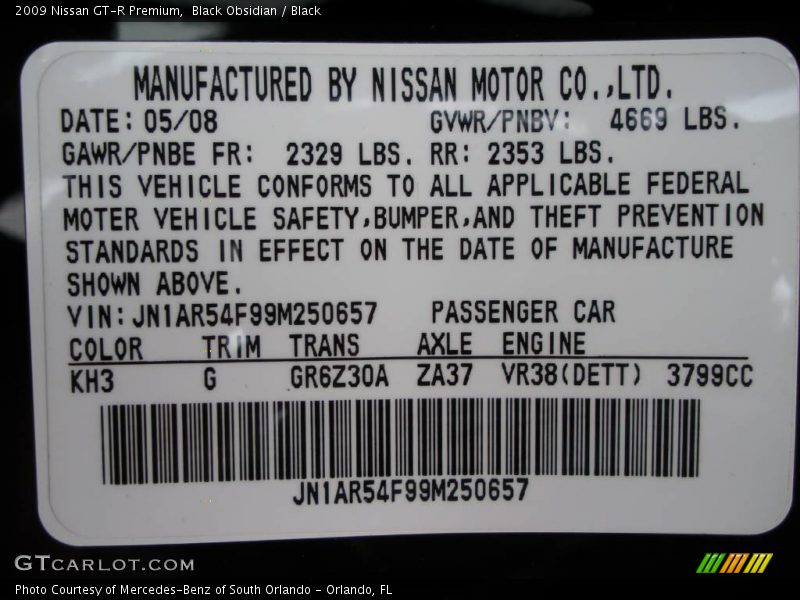 2009 Nissan GT-R Premium, Black Obsidian / Black
MANUFACTURED BY NISSAN MOTOR CO.,LTD.
DATE: 05/08 GVWR/PNBV: 4669 LBS.
GAWR/PNBE FR: 2329 LBS. RR: 2353 LBS.
THIS VEHICLE CONFORMS TO ALL APPLICABLE FEDERAL
MOTER VEHICLE SAFETY,BUMPER,AND THEFT PREVENTION
STANDARDS IN EFFECT ON THE DATE OF MANUFACTURE
SHOWN ABOVE.
VIN: JN1AR54F99M250657 PASSENGER CAR
COLOR TRIM TRANS AXLE ENGINE
KH3 G GR6Z30A ZA37 VR38(DETT) 3799CC
JN1AR54F99M250657
GTCARLOT.COM
Photo Courtesy of Mercedes-Benz of South Orlando - Orlando, FL